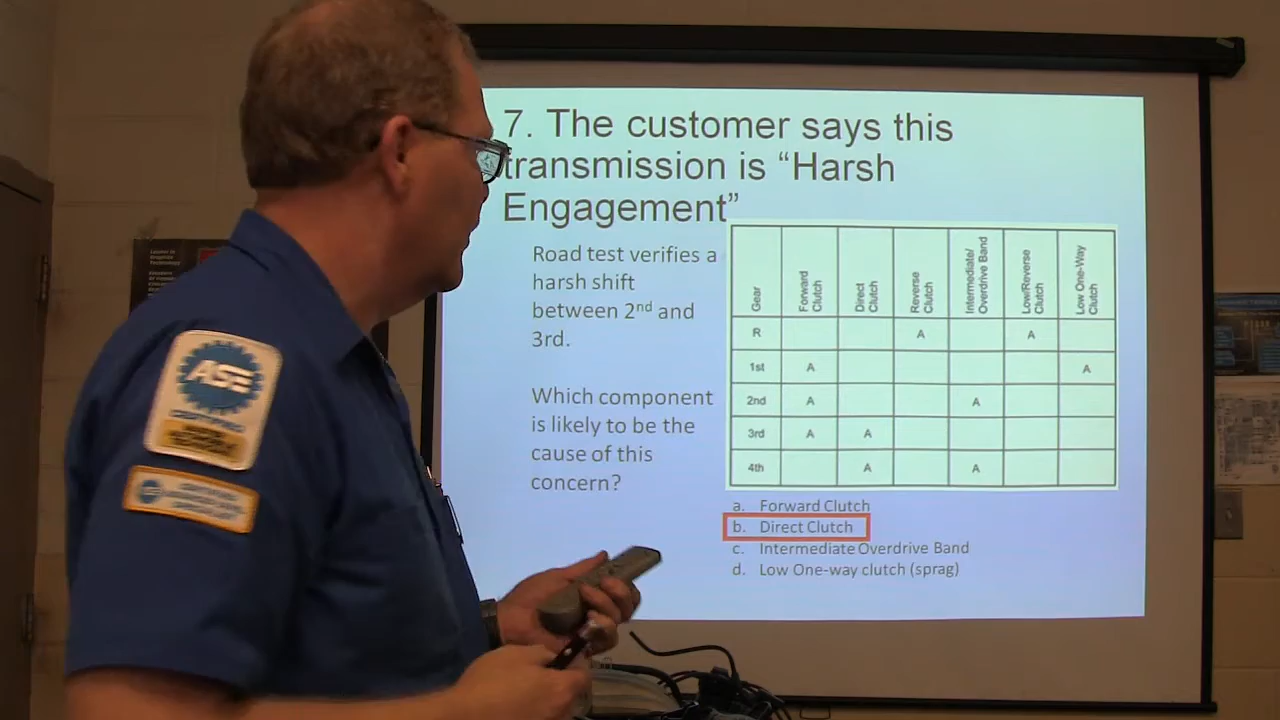 7. The customer says this
transmission is “Harsh
Engagement”
Road test verifies a
harsh shift
between 2nd and
3rd.
Which component
is likely to be the
cause of this
concern?
Gear Forward Clutch Direct Clutch Reverse Clutch Intermediate/ Overdrive Band Low/Reverse Clutch Low One-Way Clutch
R A A
1st A A
2nd A A
3rd A A
4th A A
a. Forward Clutch
b. Direct Clutch
c. Intermediate Overdrive Band
d. Low One-way clutch (sprag)
ASE
CERTIFIED